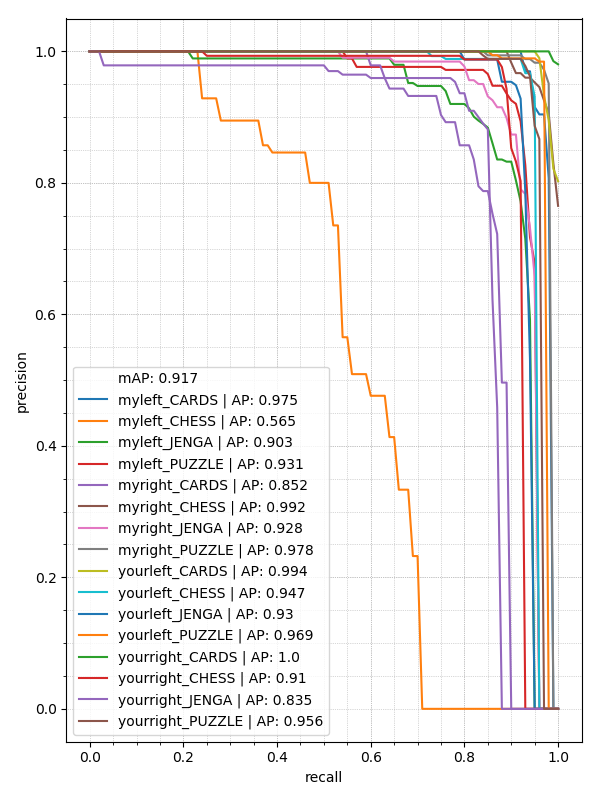 1.0
0.8
0.6
0.4
0.2
0.0
precision
mAP: 0.917
myleft_CARDS | AP: 0.975
myleft_CHESS | AP: 0.565
myleft_JENGA | AP: 0.903
myleft_PUZZLE | AP: 0.931
myright_CARDS | AP: 0.852
myright_CHESS | AP: 0.992
myright_JENGA | AP: 0.928
myright_PUZZLE | AP: 0.978
yourleft_CARDS | AP: 0.994
yourleft_CHESS | AP: 0.947
yourleft_JENGA | AP: 0.93
yourleft_PUZZLE | AP: 0.969
yourright_CARDS | AP: 1.0
yourright_CHESS | AP: 0.91
yourright_JENGA | AP: 0.835
yourright_PUZZLE | AP: 0.956
0.0 0.2 0.4 0.6 0.8 1.0
recall